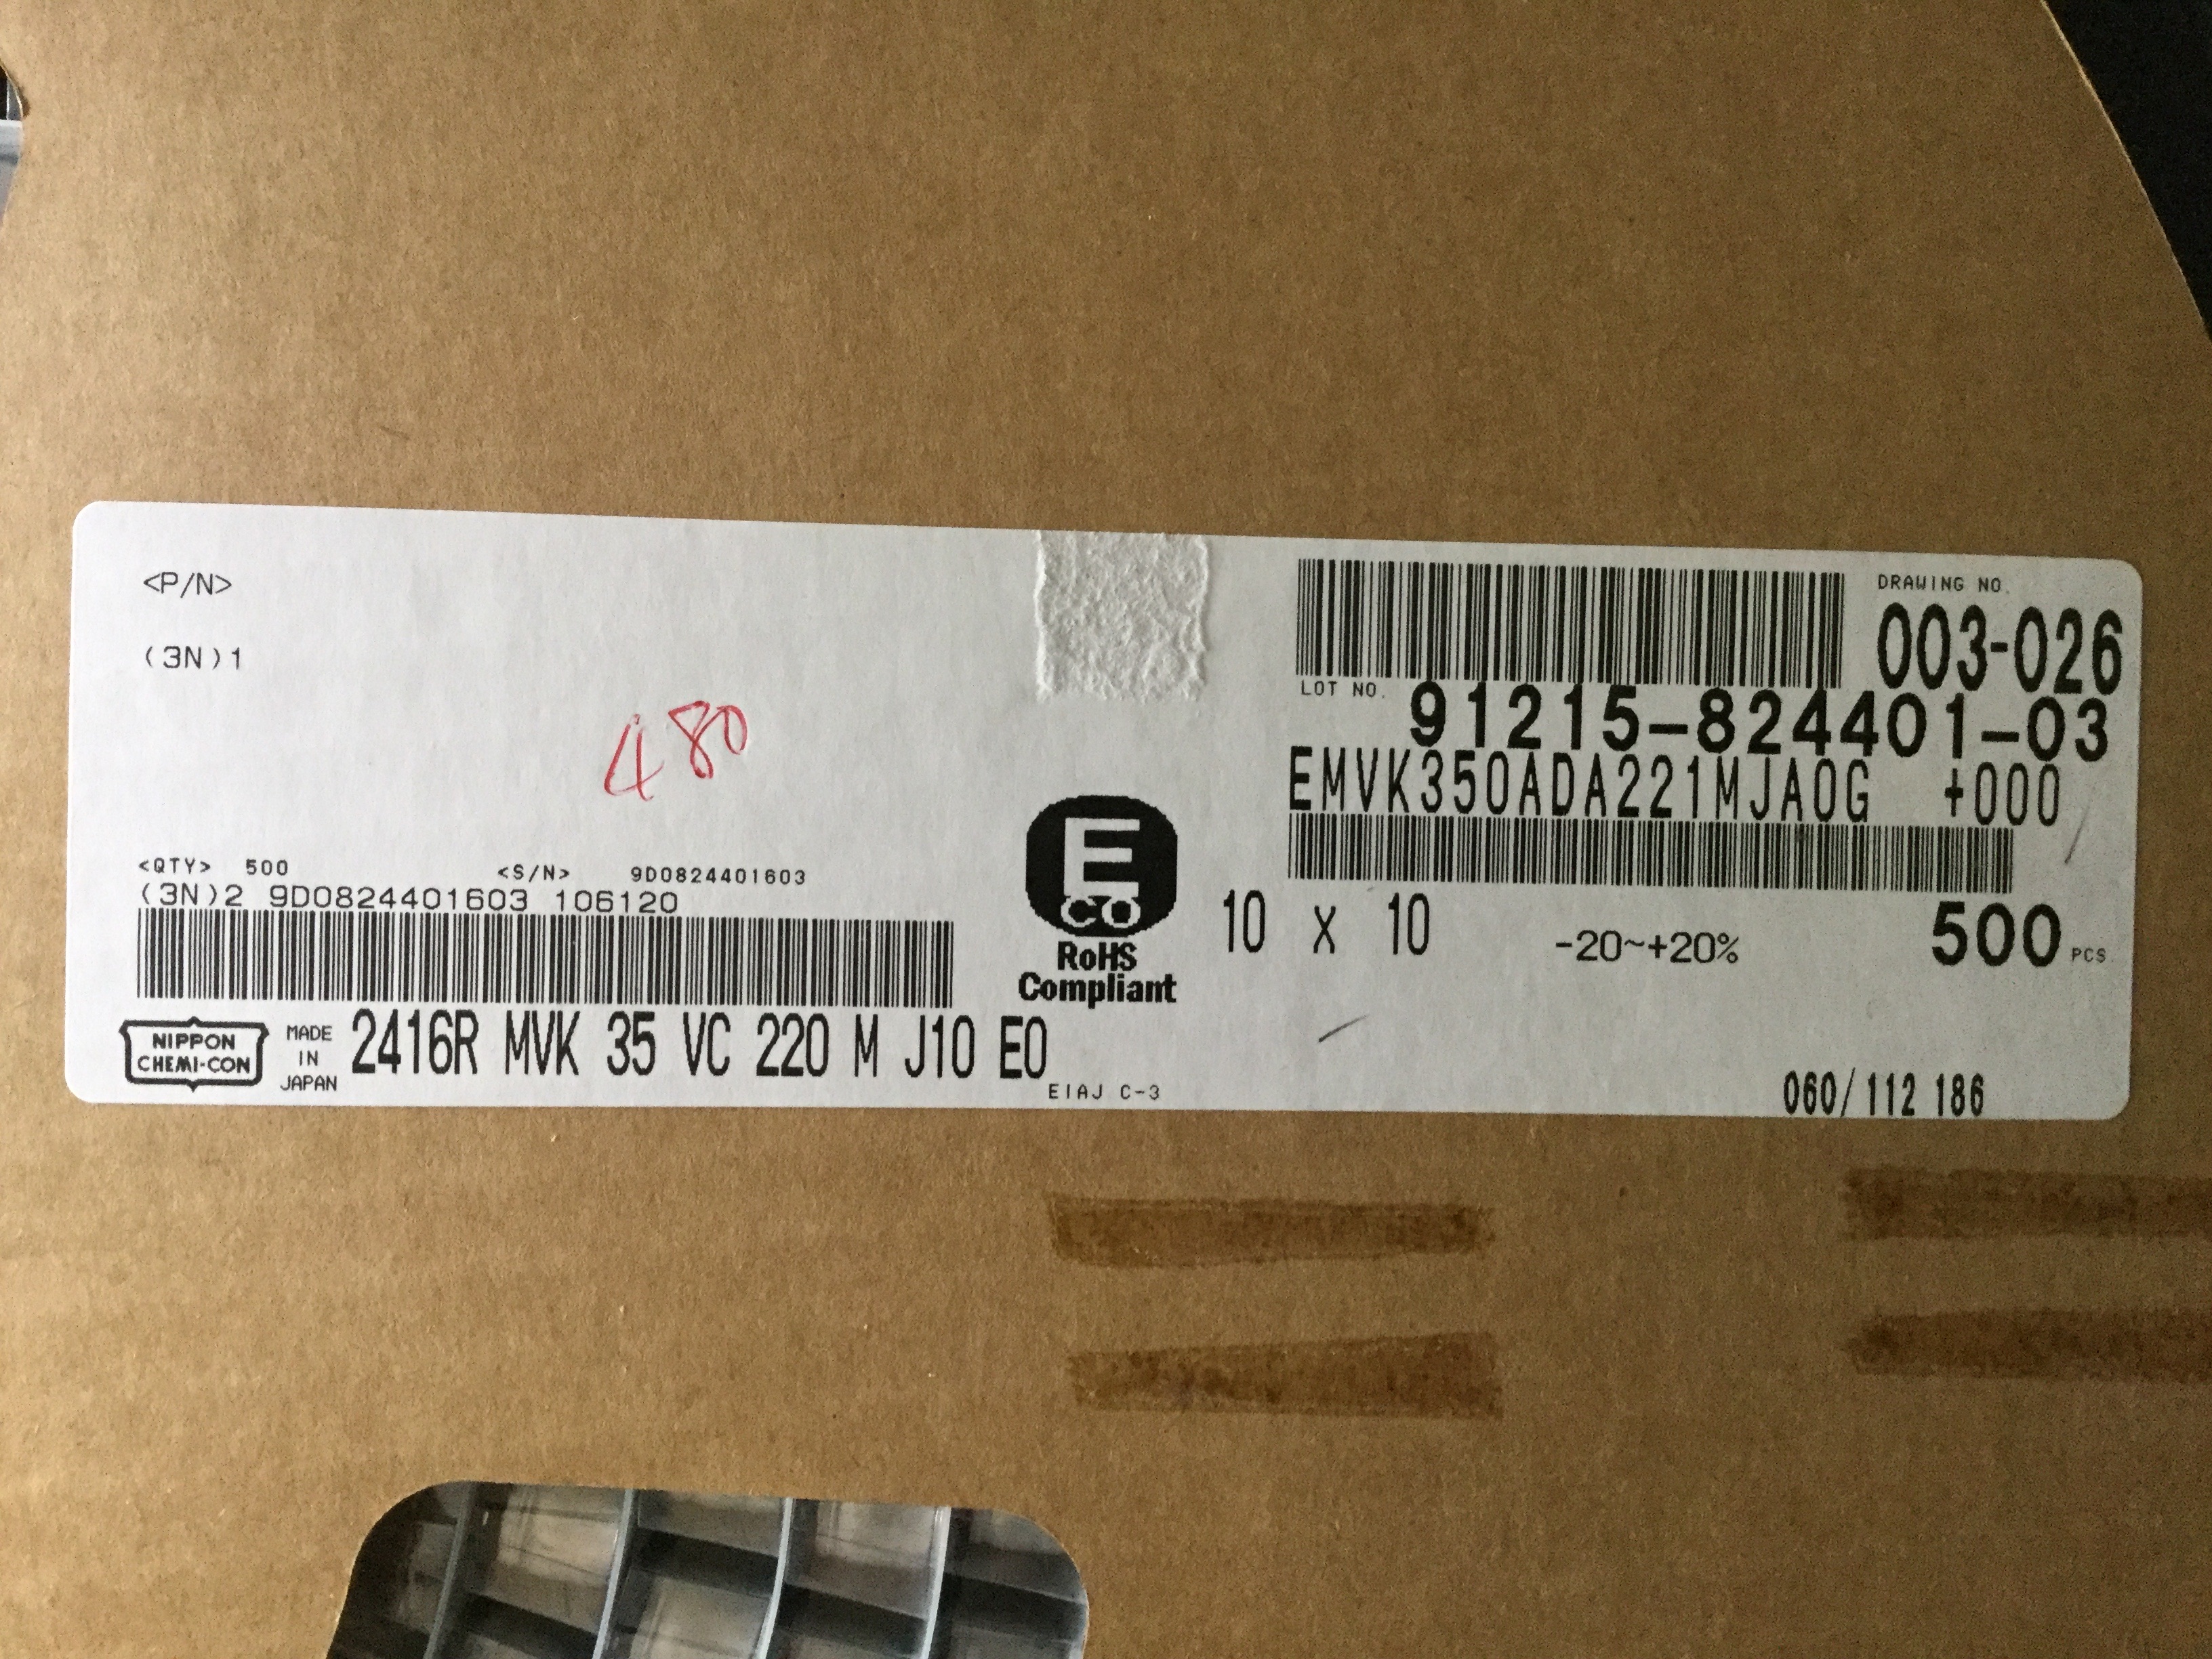 <P/N>
(3N)1
480
<QTY> 500 <S/N> 9D0824401603
(3N)2 9D0824401603 106120
NIPPON
CHEMI-CON
MADE
IN
JAPAN
2416R MVK 35 VC 220 M J10 E0
EIAJ C-3
E
CO
RoHS
Compliant
DRAWING NO.
003-026
LOT NO. 91215-824401-03
EMVK350ADA221MJA0G +000
10 x 10 -20~+20% 500 PCS.
060/112 186